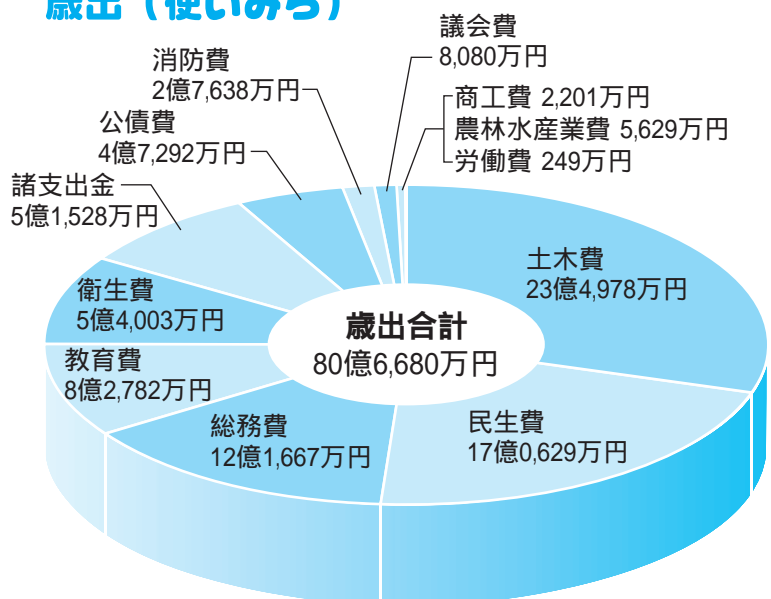 歳出（使いみち）
議会費
8,080万円
消防費
2億7,638万円
商工費 2,201万円
農林水産業費 5,629万円
労働費 249万円
公債費
4億7,292万円
諸支出金
5億1,528万円
土木費
23億4,978万円
衛生費
5億4,003万円
歳出合計
80億6,680万円
教育費
8億2,782万円
総務費
12億1,667万円
民生費
17億0,629万円